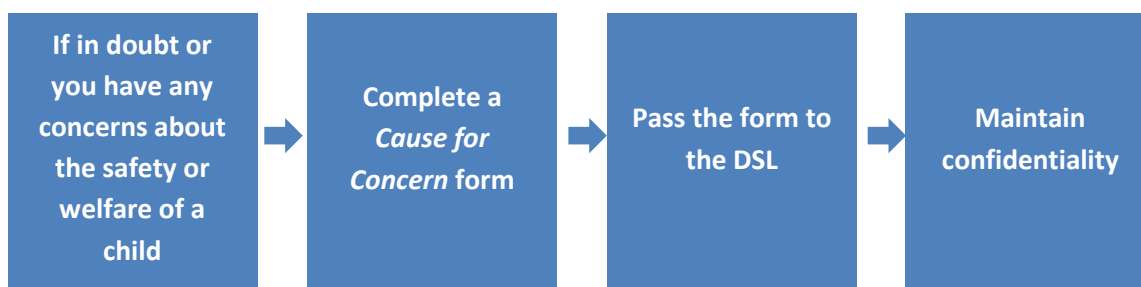 If in doubt or
you have any
concerns about
the safety or
welfare of a
child
Complete a
Cause for
Concern form
Pass the form to
the DSL
Maintain
confidentiality